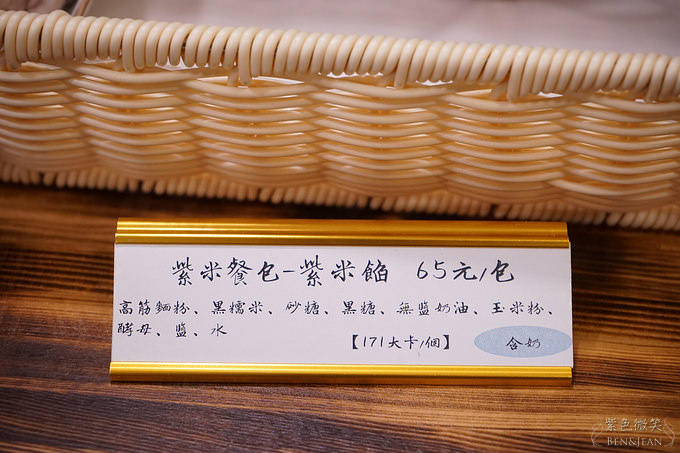 紫米餐包-紫米餡 65元/包
高筋麵粉、黑糯米、砂糖、黑糖、無鹽奶油、玉米粉、
酵母、鹽、水
【171大卡/個】
含奶
紫色微笑
BEN&JEAN